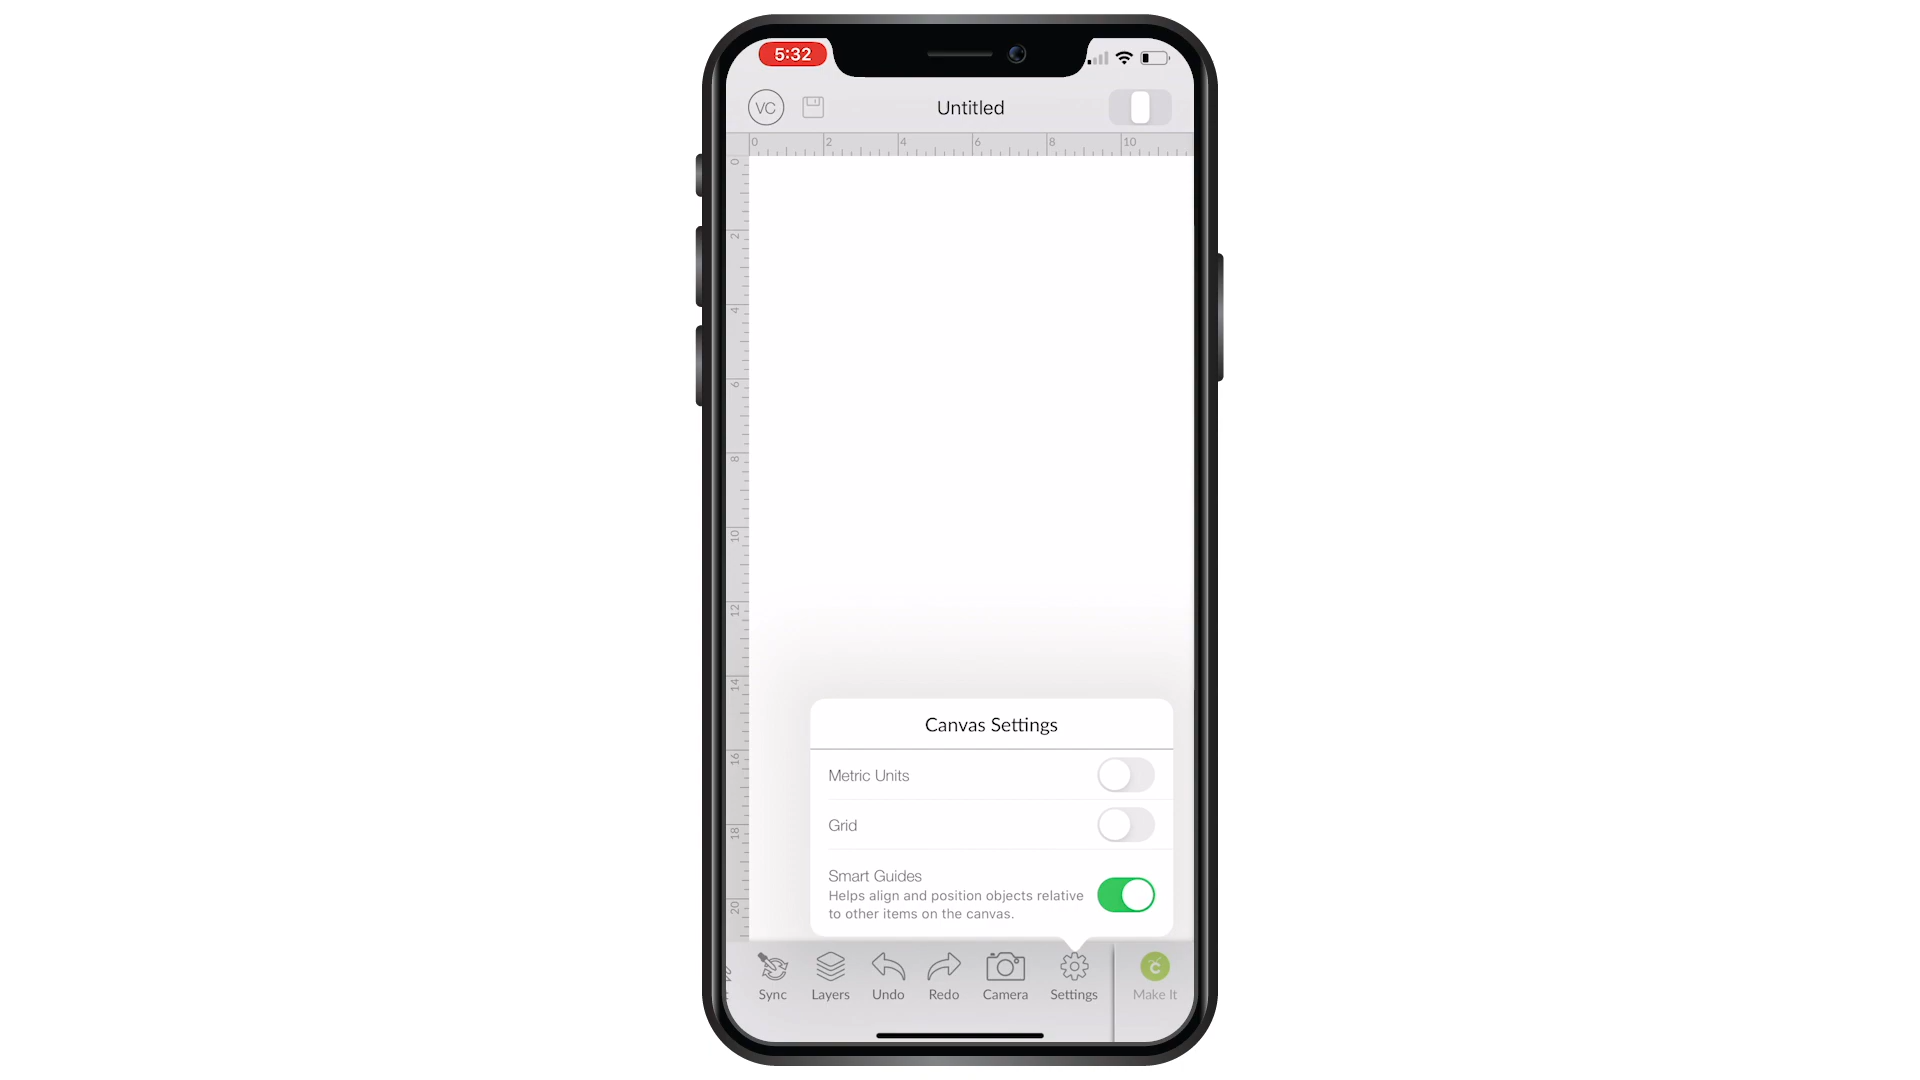 5:32
VC
Untitled
0 2 4 6 8 10
0
2
4
6
8
10
12
14
16
18
20
Canvas Settings
Metric Units
Grid
Smart Guides
Helps align and position objects relative
to other items on the canvas.
Sync Layers Undo Redo Camera Settings Make It